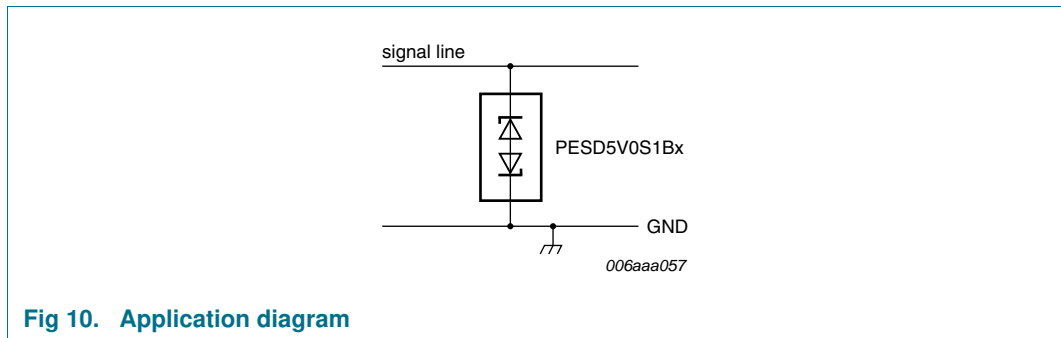 signal line
PESD5V0S1Bx
GND
006aaa057
Fig 10. Application diagram